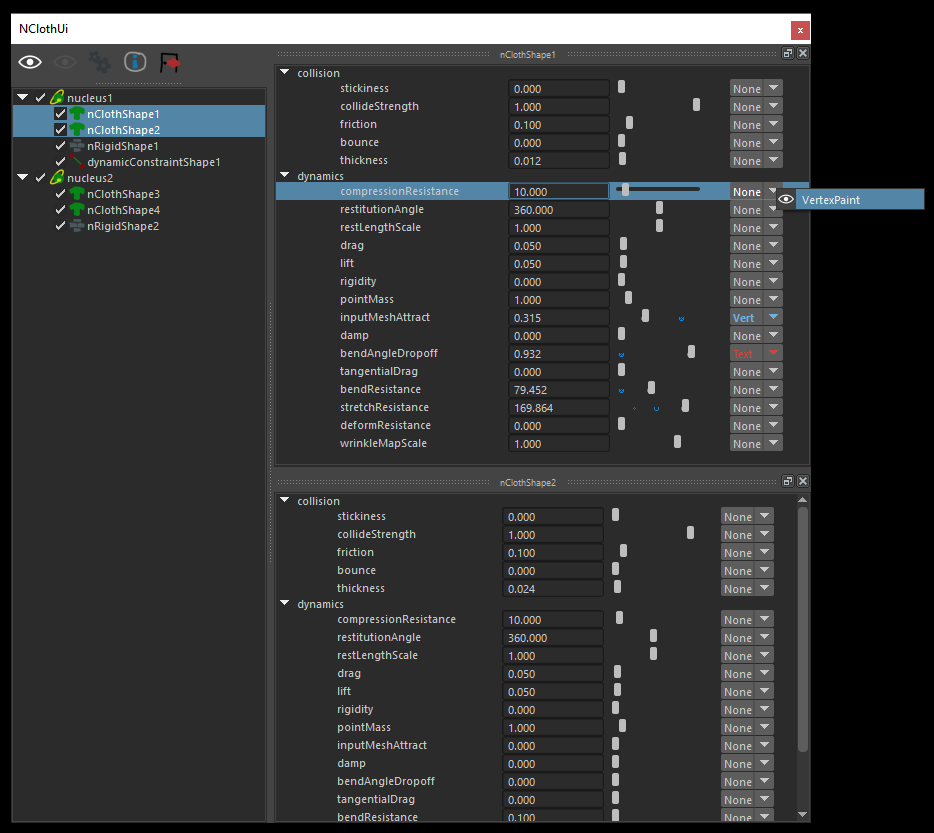 NClothUi
x
nucleus1
nClothShape1
nClothShape2
nRigidShape1
dynamicConstraintShape1
nucleus2
nClothShape3
nClothShape4
nRigidShape2
nClothShape1
collision
stickiness 0.000 None
collideStrength 1.000 None
friction 0.100 None
bounce 0.000 None
thickness 0.012 None
dynamics
compressionResistance 10.000 None VertexPaint
restitutionAngle 360.000 None
restLengthScale 1.000 None
drag 0.050 None
lift 0.050 None
rigidity 0.000 None
pointMass 1.000 None
inputMeshAttract 0.315 Vert
damp 0.000 None
bendAngleDropoff 0.932 Text
tangentialDrag 0.000 None
bendResistance 79.452 None
stretchResistance 169.864 None
deformResistance 0.000 None
wrinkleMapScale 1.000 None
nClothShape2
collision
stickiness 0.000 None
collideStrength 1.000 None
friction 0.100 None
bounce 0.000 None
thickness 0.024 None
dynamics
compressionResistance 10.000 None
restitutionAngle 360.000 None
restLengthScale 1.000 None
drag 0.050 None
lift 0.050 None
rigidity 0.000 None
pointMass 1.000 None
inputMeshAttract 0.000 None
damp 0.000 None
bendAngleDropoff 0.000 None
tangentialDrag 0.000 None
bendResistance 0.100 None